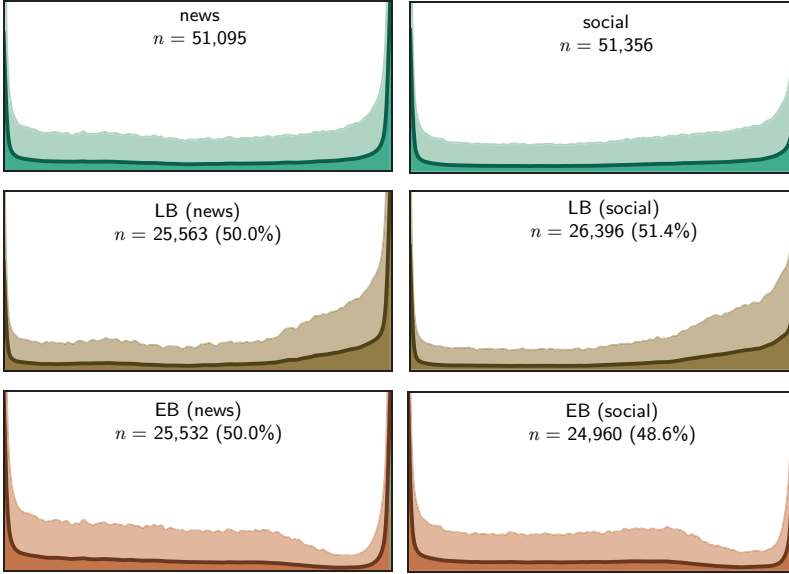 news
n = 51,095
social
n = 51,356
LB (news)
n = 25,563 (50.0%)
LB (social)
n = 26,396 (51.4%)
EB (news)
n = 25,532 (50.0%)
EB (social)
n = 24,960 (48.6%)